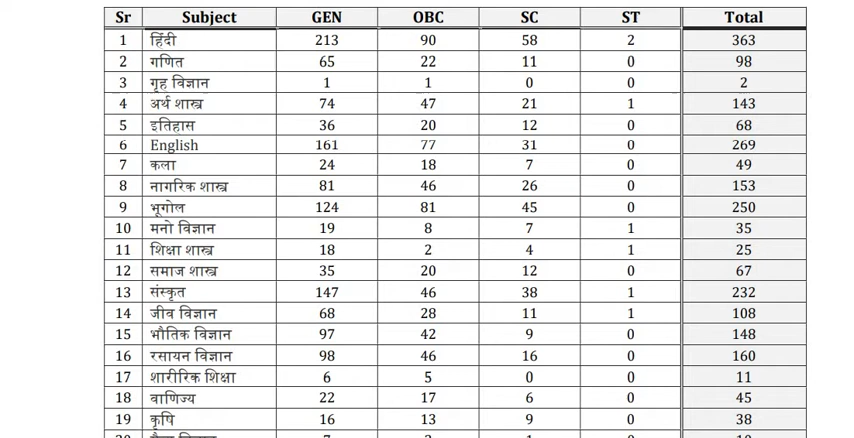 Sr Subject GEN OBC SC ST Total
1 हिंदी 213 90 58 2 363
2 गणित 65 22 11 0 98
3 गृह विज्ञान 1 1 0 0 2
4 अर्थ शास्त्र 74 47 21 1 143
5 इतिहास 36 20 12 0 68
6 English 161 77 31 0 269
7 कला 24 18 7 0 49
8 नागरिक शास्त्र 81 46 26 0 153
9 भूगोल 124 81 45 0 250
10 मनो विज्ञान 19 8 7 1 35
11 शिक्षा शास्त्र 18 2 4 1 25
12 समाज शास्त्र 35 20 12 0 67
13 संस्कृत 147 46 38 1 232
14 जीव विज्ञान 68 28 11 1 108
15 भौतिक विज्ञान 97 42 9 0 148
16 रसायन विज्ञान 98 46 16 0 160
17 शारीरिक शिक्षा 6 5 0 0 11
18 वाणिज्य 22 17 6 0 45
19 कृषि 16 13 9 0 38